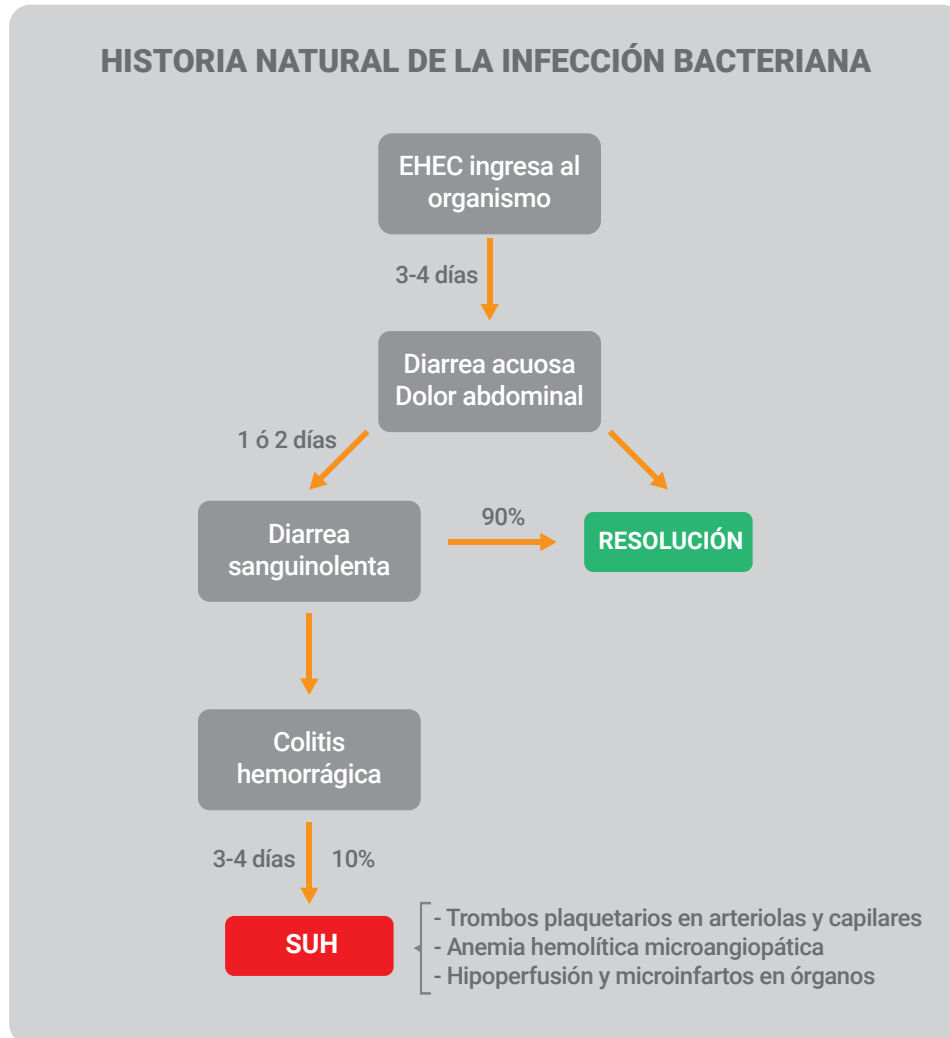 HISTORIA NATURAL DE LA INFECCIÓN BACTERIANA
EHEC ingresa al
organismo
3-4 días
Diarrea acuosa
Dolor abdominal
1 ó 2 días
Diarrea
sanguinolenta
90%
RESOLUCIÓN
Colitis
hemorrágica
3-4 días
10%
SUH
- Trombos plaquetarios en arteriolas y capilares
- Anemia hemolítica microangiopática
- Hipoperfusión y microinfartos en órganos